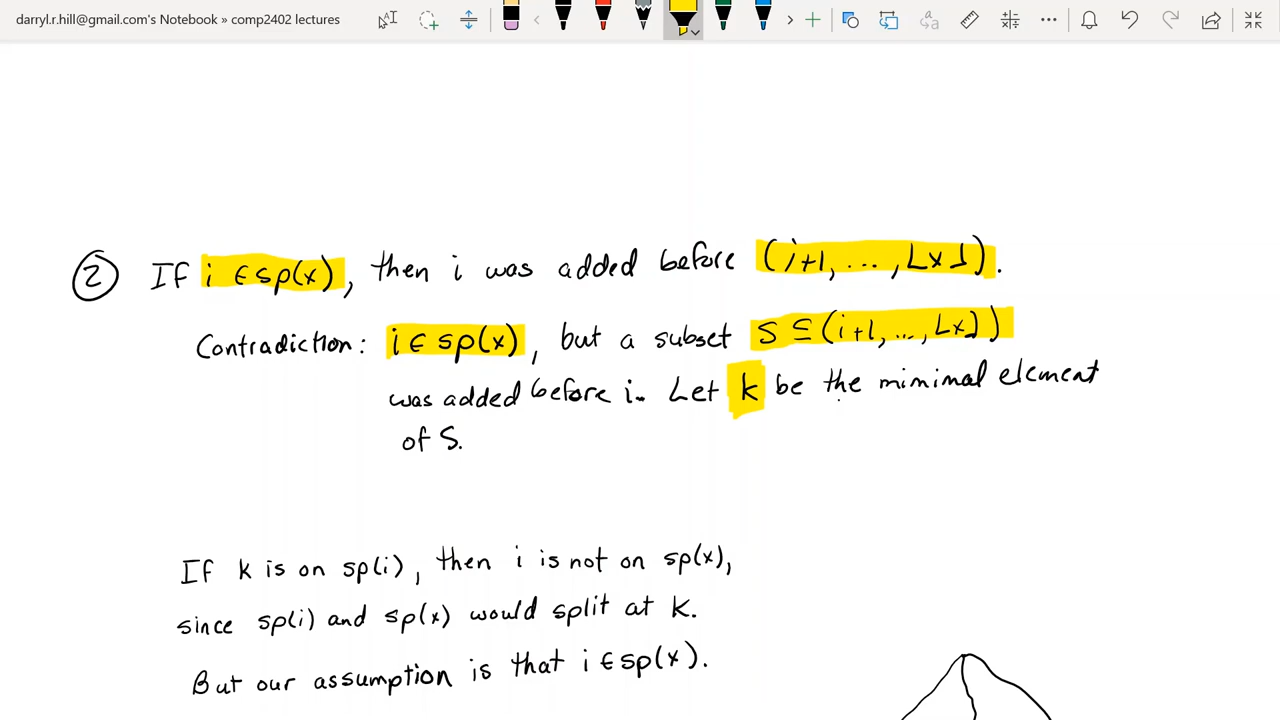 darryl.r.hill@gmail.com's Notebook » comp2402 lectures
② If i ∈ sp(x), then i was added before (i+1, ..., ⌊x⌋).
Contradiction: i ∈ sp(x), but a subset S ⊆ (i+1, ..., ⌊x⌋)
was added before i. Let k be the minimal element
of S.
If k is on sp(i), then i is not on sp(x),
since sp(i) and sp(x) would split at k.
But our assumption is that i ∈ sp(x).